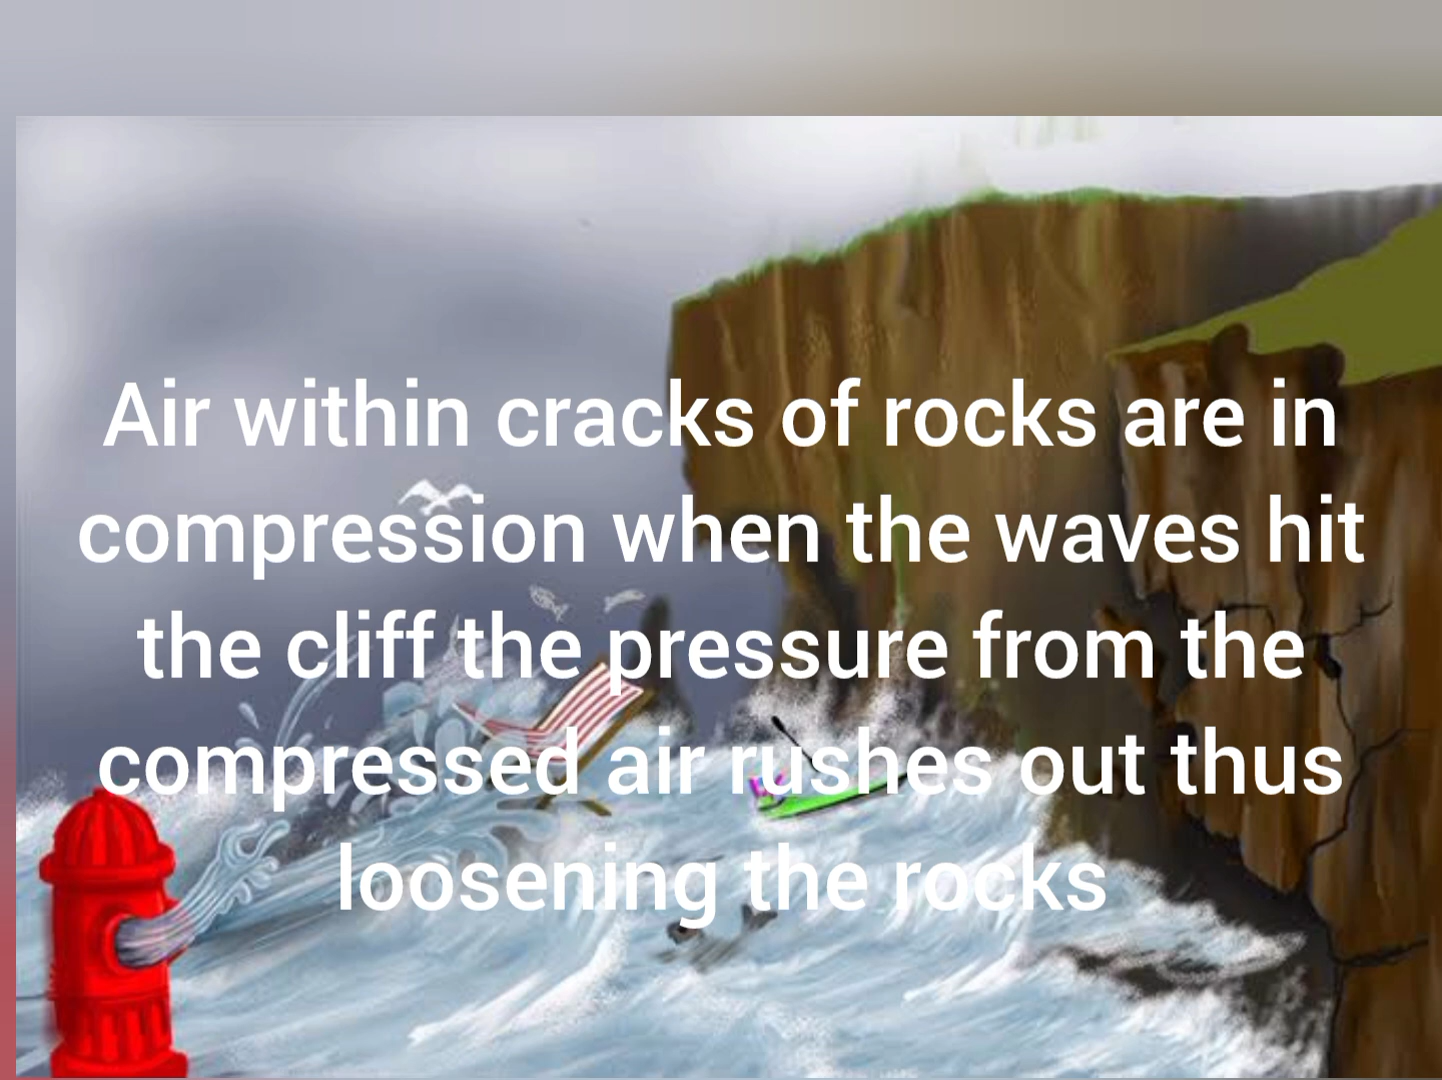 Air within cracks of rocks are in
compression when the waves hit
the cliff the pressure from the
compressed air rushes out thus
loosening the rocks